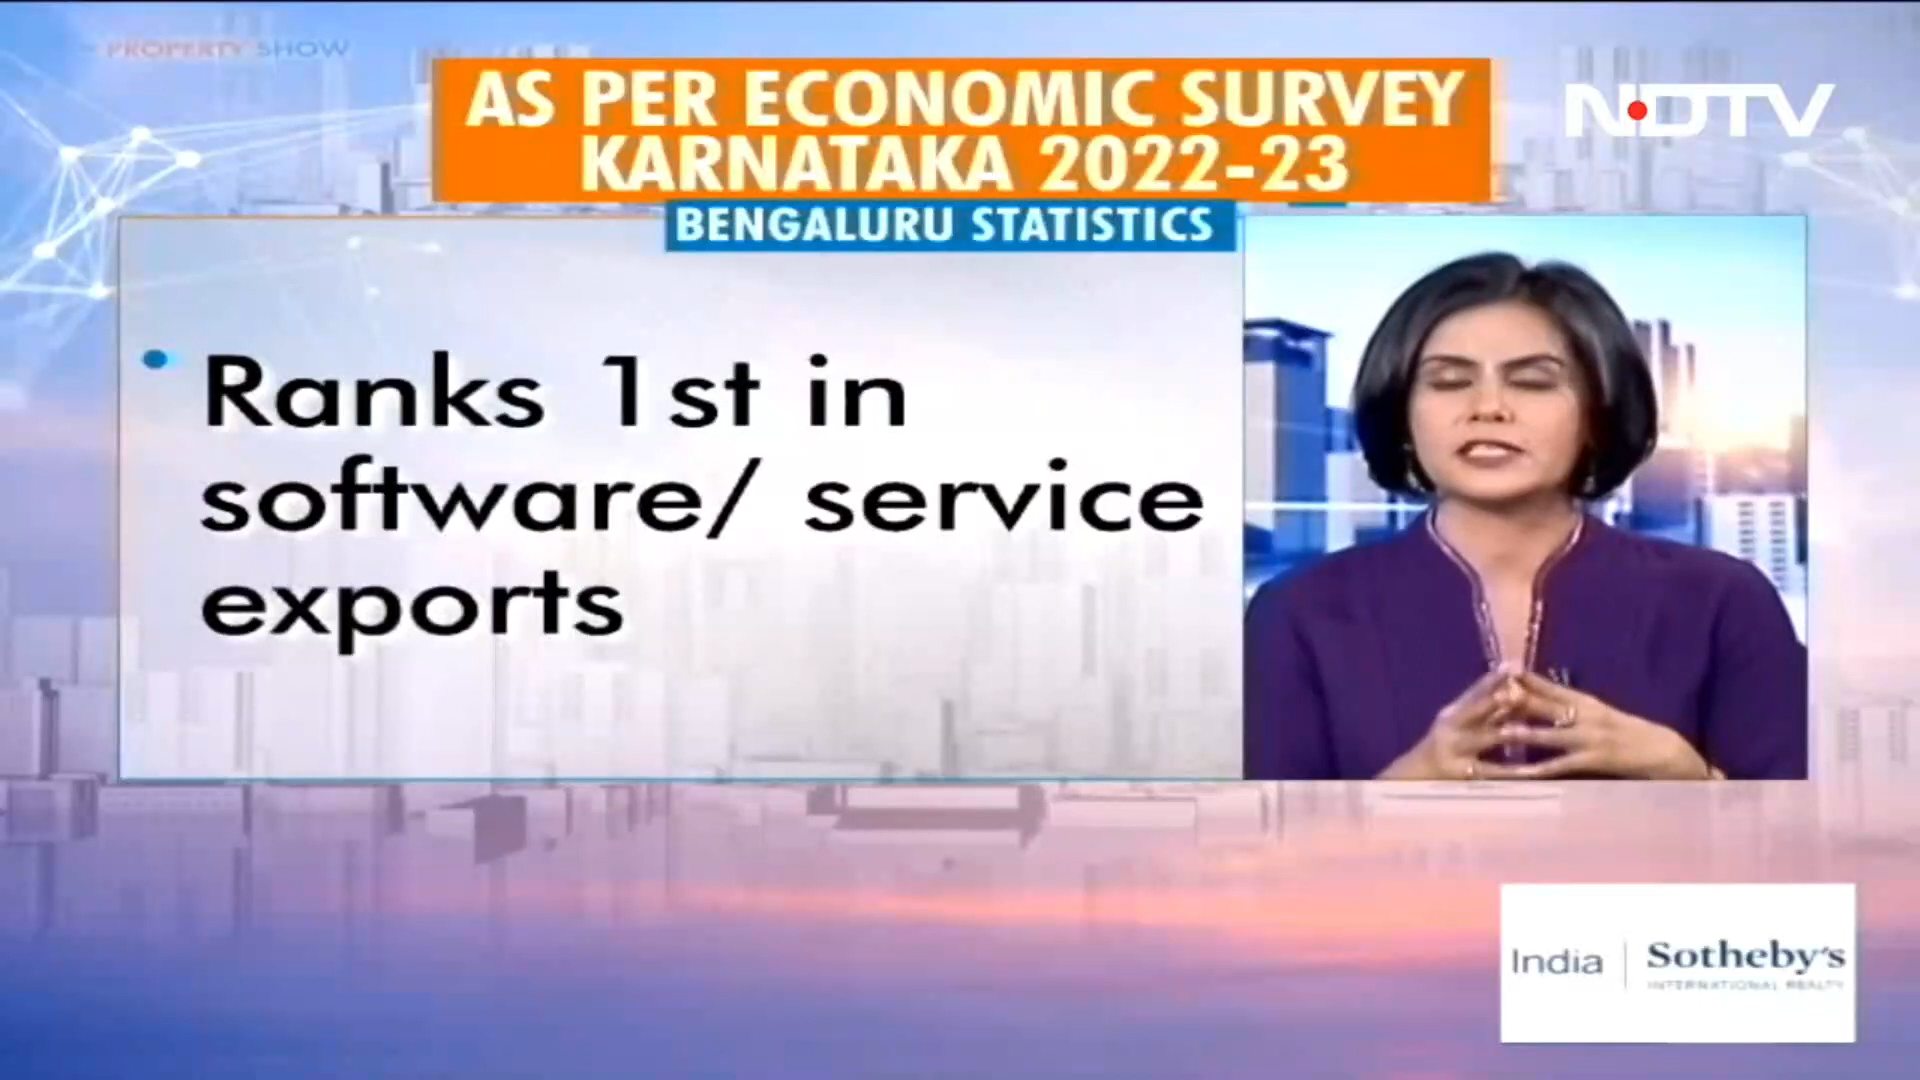 PROPERTY SHOW
AS PER ECONOMIC SURVEY
KARNATAKA 2022-23
NDTV
BENGALURU STATISTICS
• Ranks 1st in
software/ service
exports
India | Sotheby's
INTERNATIONAL REALTY